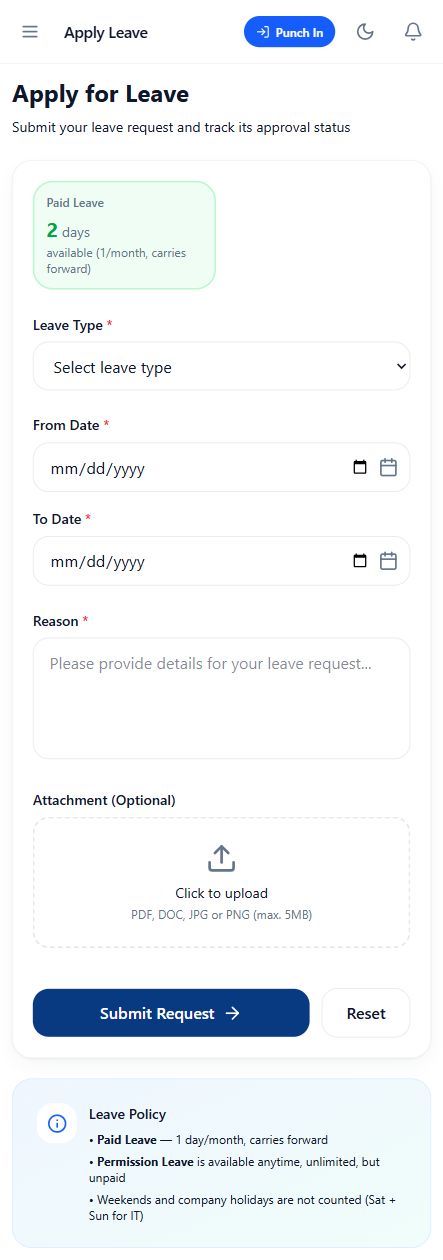 Apply Leave
Punch In
Apply for Leave
Submit your leave request and track its approval status
Paid Leave
2 days
available (1/month, carries
forward)
Leave Type *
Select leave type
From Date *
mm/dd/yyyy
To Date *
mm/dd/yyyy
Reason *
Please provide details for your leave request...
Attachment (Optional)
Click to upload
PDF, DOC, JPG or PNG (max. 5MB)
Submit Request →
Reset
Leave Policy
• Paid Leave — 1 day/month, carries forward
• Permission Leave is available anytime, unlimited, but
unpaid
• Weekends and company holidays are not counted (Sat +
Sun for IT)